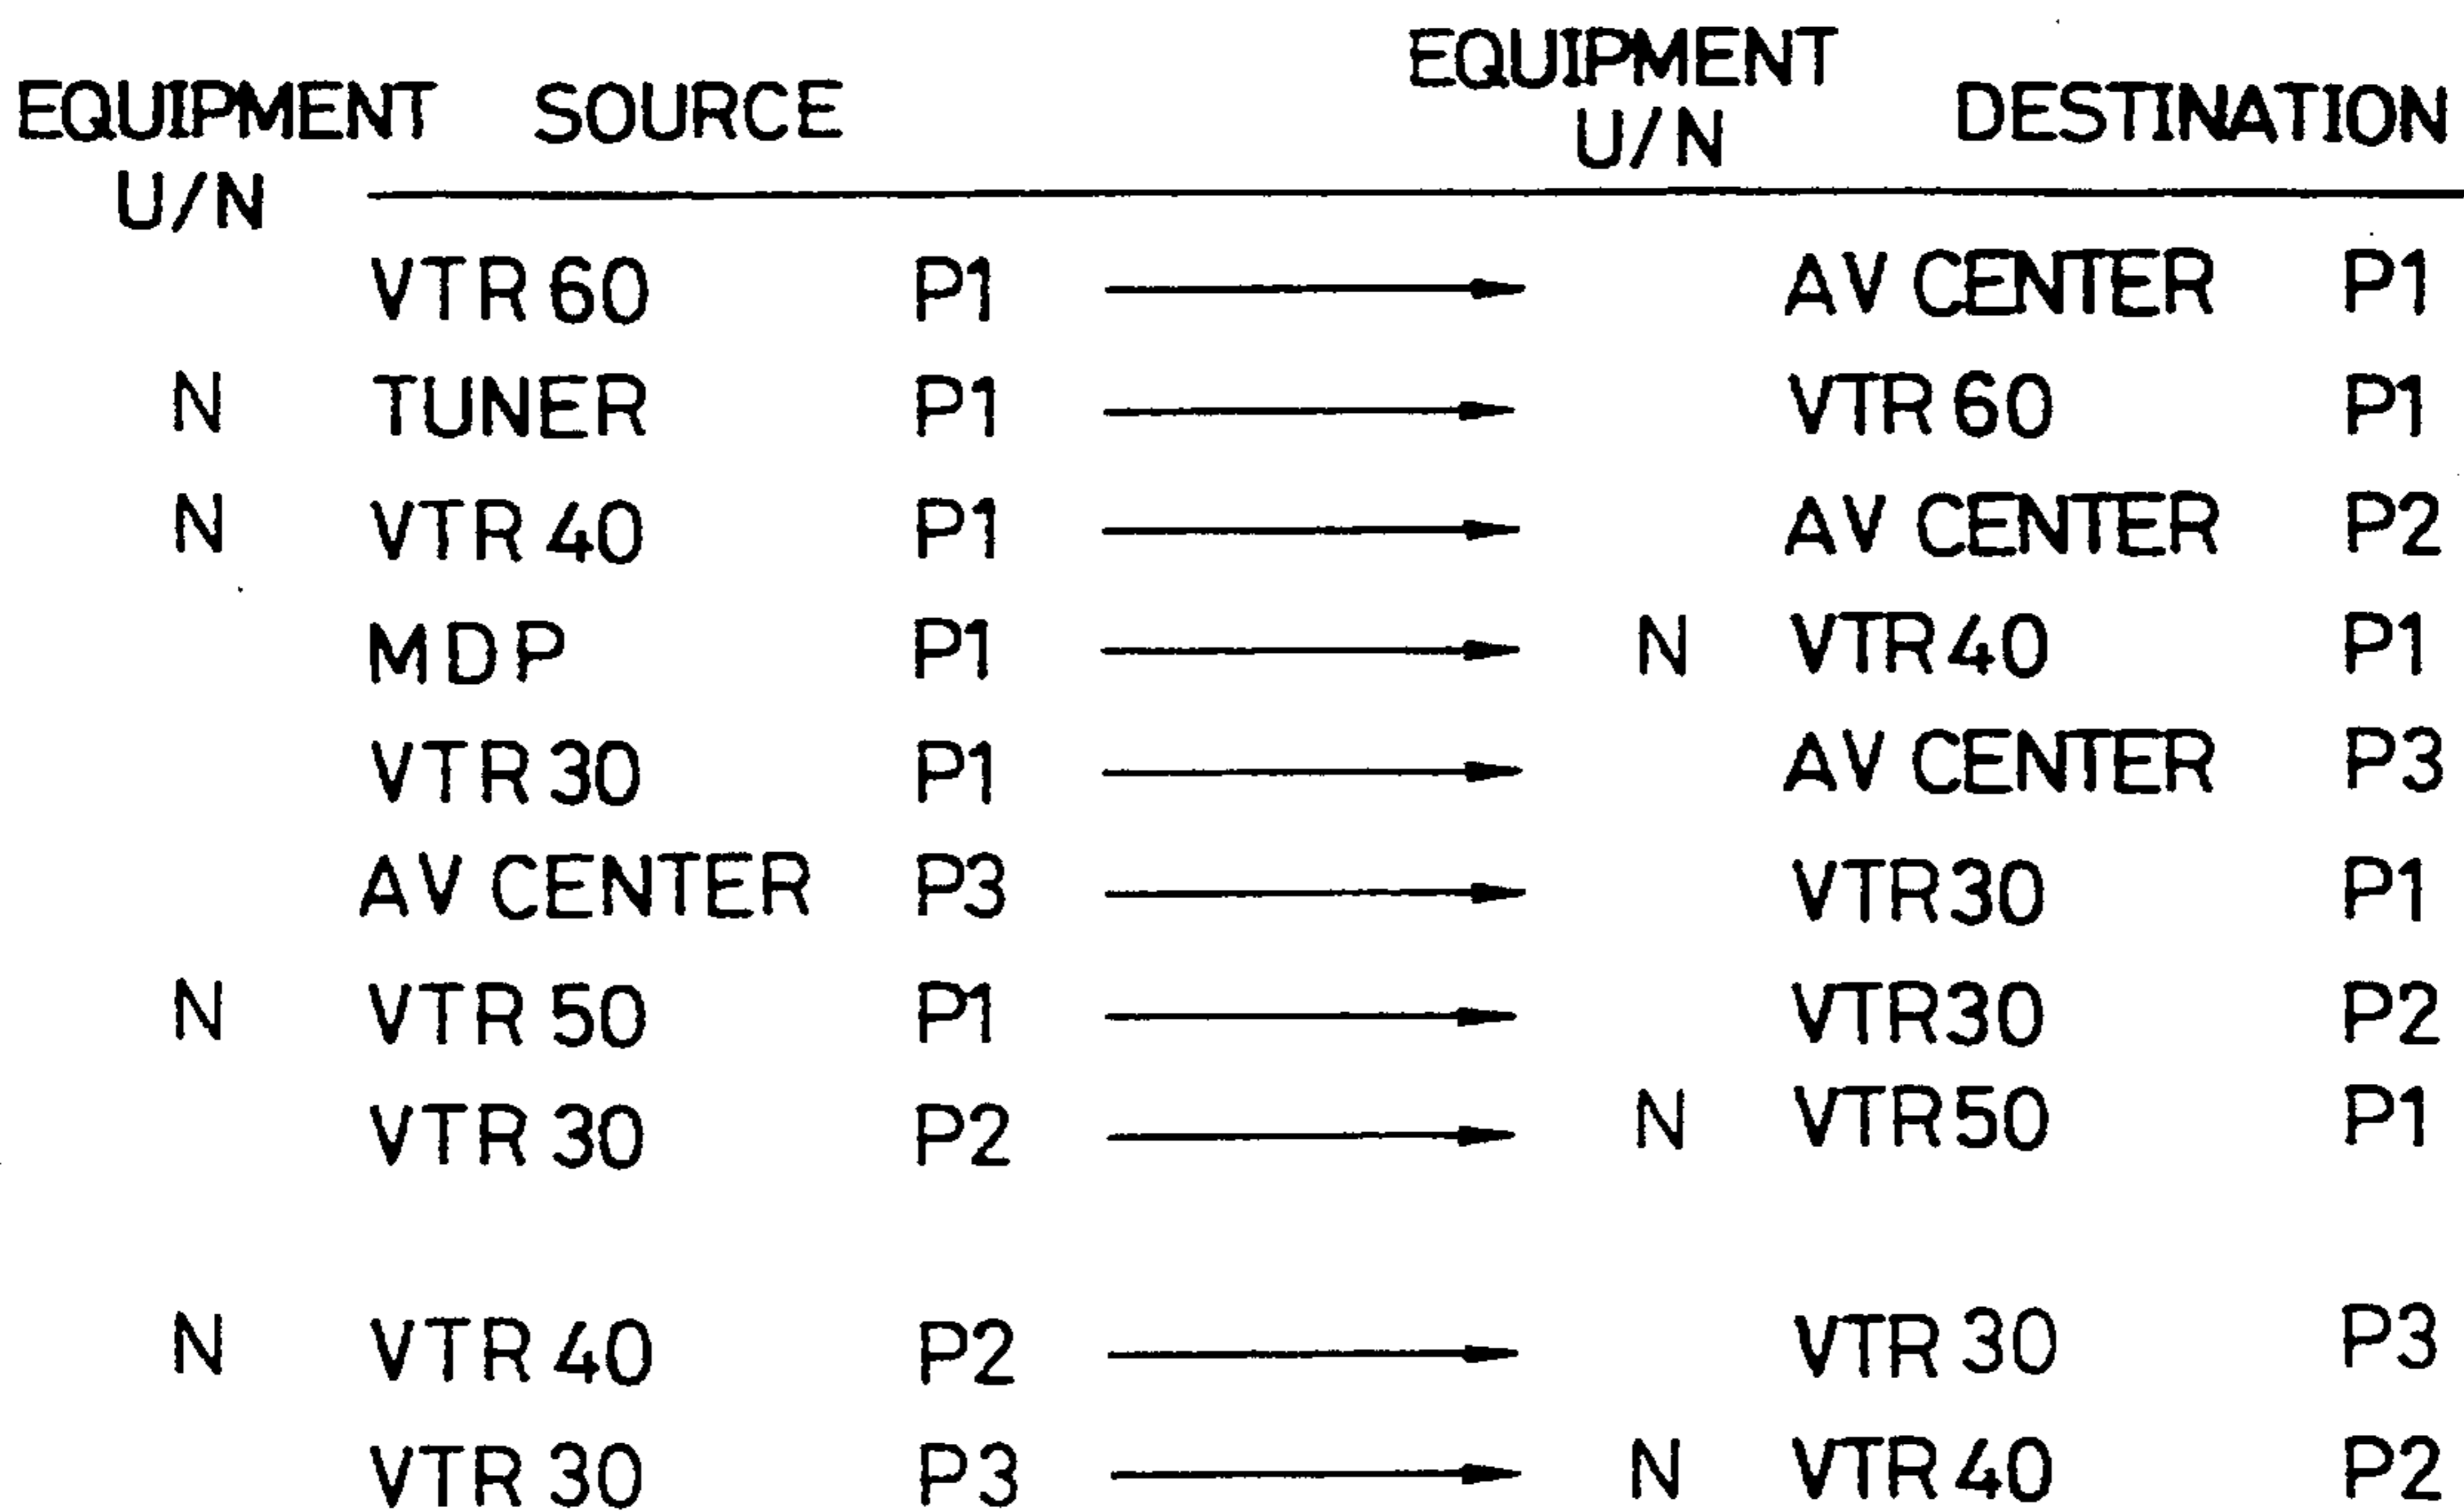 EQUIPMENT U/N SOURCE EQUIPMENT U/N DESTINATION
VTR 60 P1 AV CENTER P1
N TUNER P1 VTR 60 P1
N VTR 40 P1 AV CENTER P2
MDP P1 N VTR 40 P1
VTR 30 P1 AV CENTER P3
AV CENTER P3 VTR 30 P1
N VTR 50 P1 VTR 30 P2
VTR 30 P2 N VTR 50 P1
N VTR 40 P2 VTR 30 P3
VTR 30 P3 N VTR 40 P2